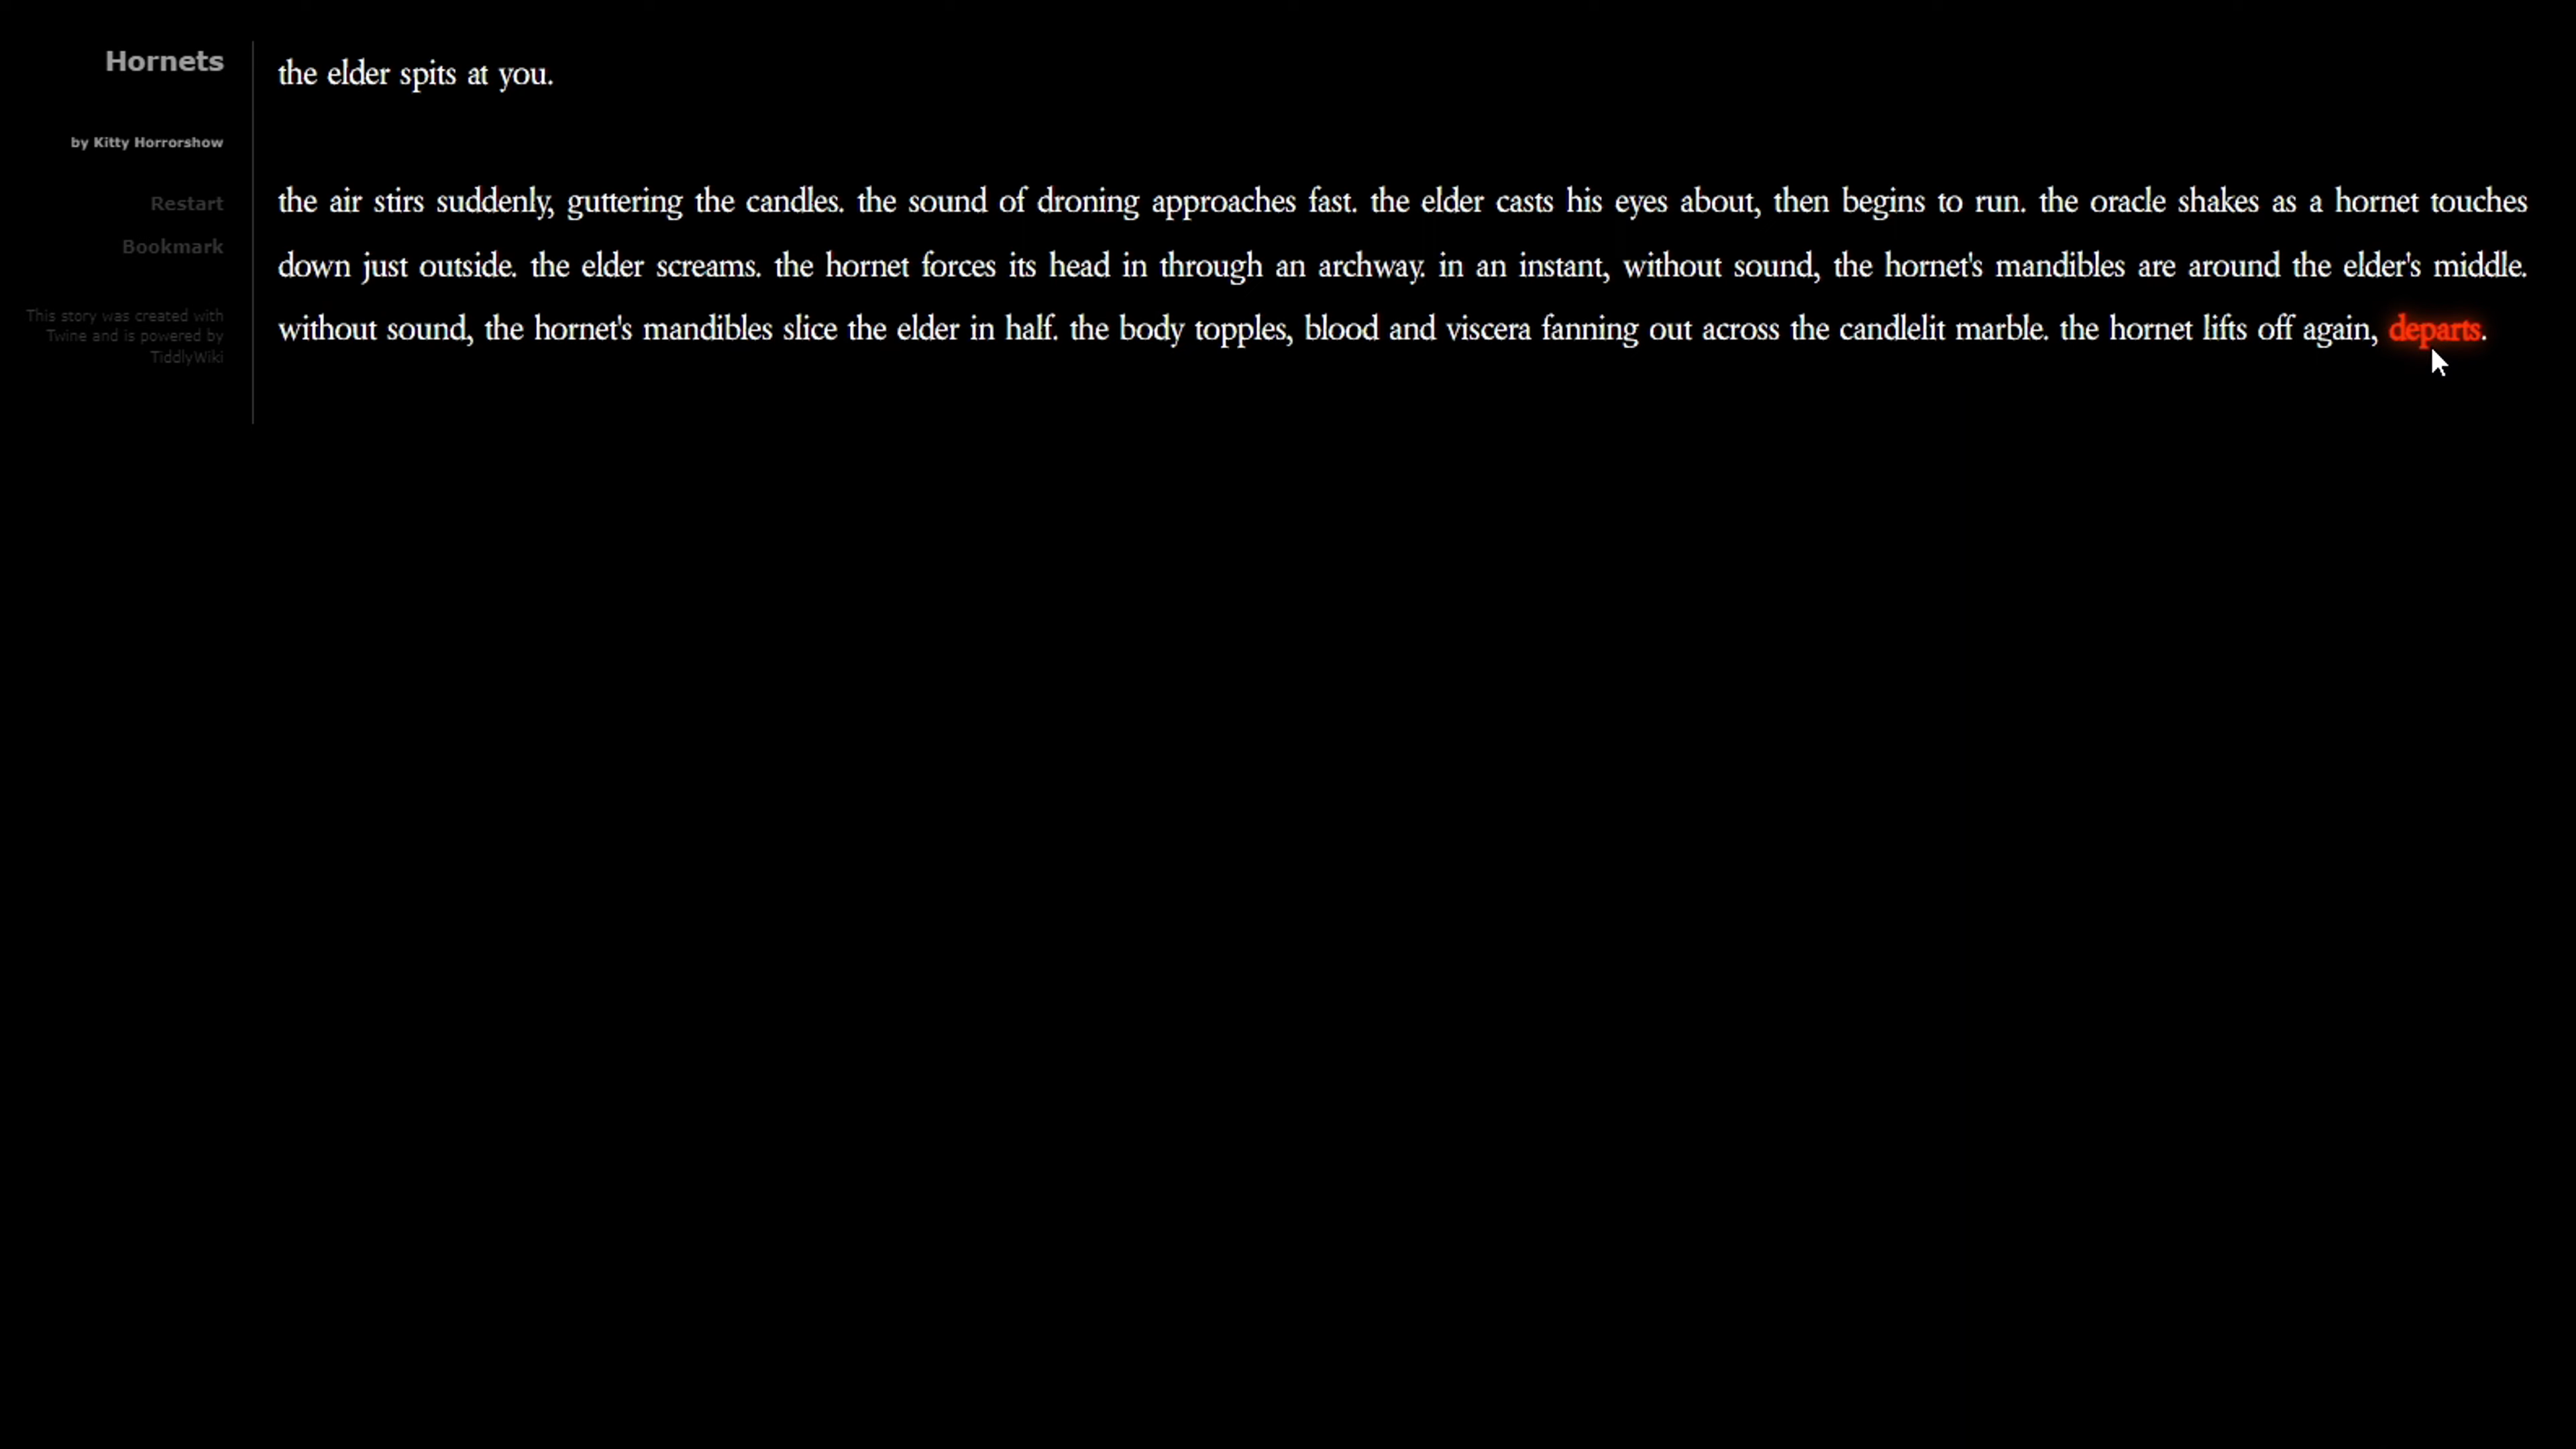 Hornets
by Kitty Horrorshow
Restart
Bookmark
This story was created with
Twine and is powered by
TiddlyWiki
the elder spits at you.
the air stirs suddenly, guttering the candles. the sound of droning approaches fast. the elder casts his eyes about, then begins to run. the oracle shakes as a hornet touches
down just outside. the elder screams. the hornet forces its head in through an archway. in an instant, without sound, the hornet's mandibles are around the elder's middle.
without sound, the hornet's mandibles slice the elder in half. the body topples, blood and viscera fanning out across the candlelit marble. the hornet lifts off again, departs.